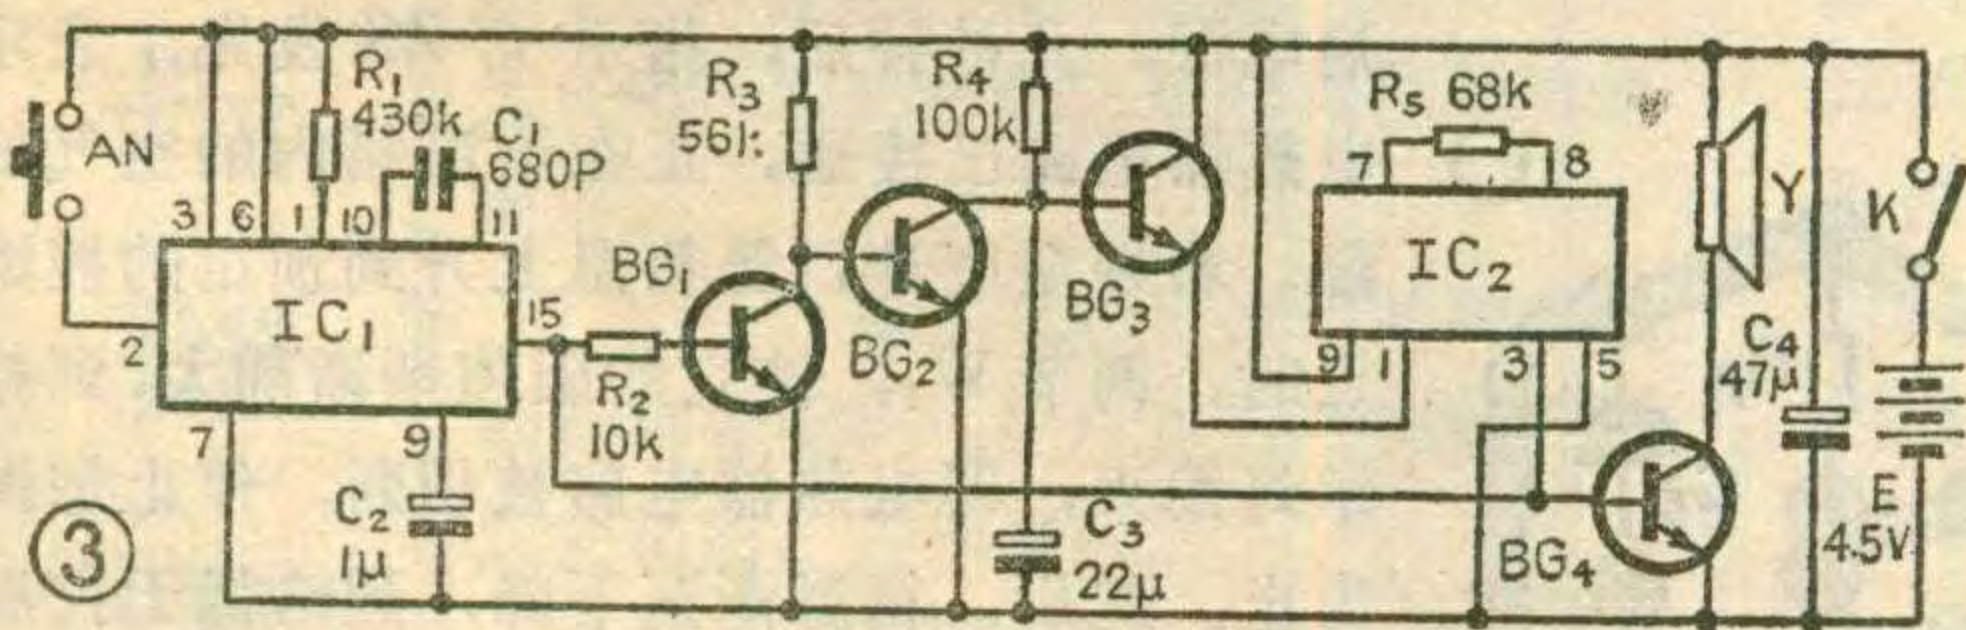 AN
R₁
430k
C₁
680P
3 6 1 10 11
IC₁
2
15
7 9
C₂
1μ
R₂
10k
BG₁
R₃
56k
BG₂
R₄
100k
BG₃
C₃
22μ
R₅ 68k
7 8
IC₂
9 1 3 5
BG₄
Y
C₄
47μ
K
E
4.5V
③